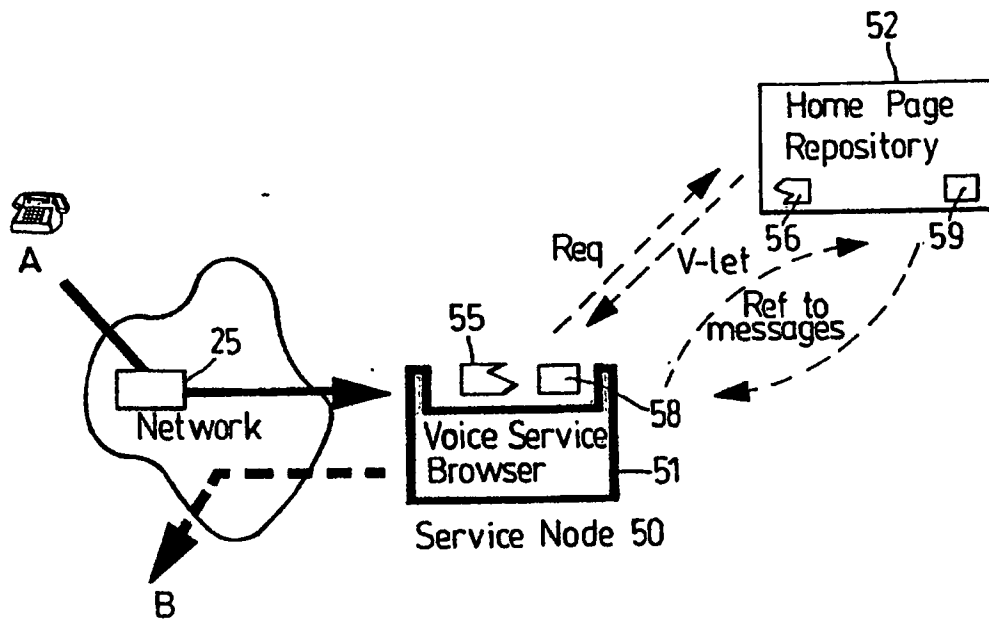 52
Home Page
Repository
56
59
A
Req
V-let
Ref to
messages
25
55
Network
58
Voice Service
Browser
51
Service Node 50
B